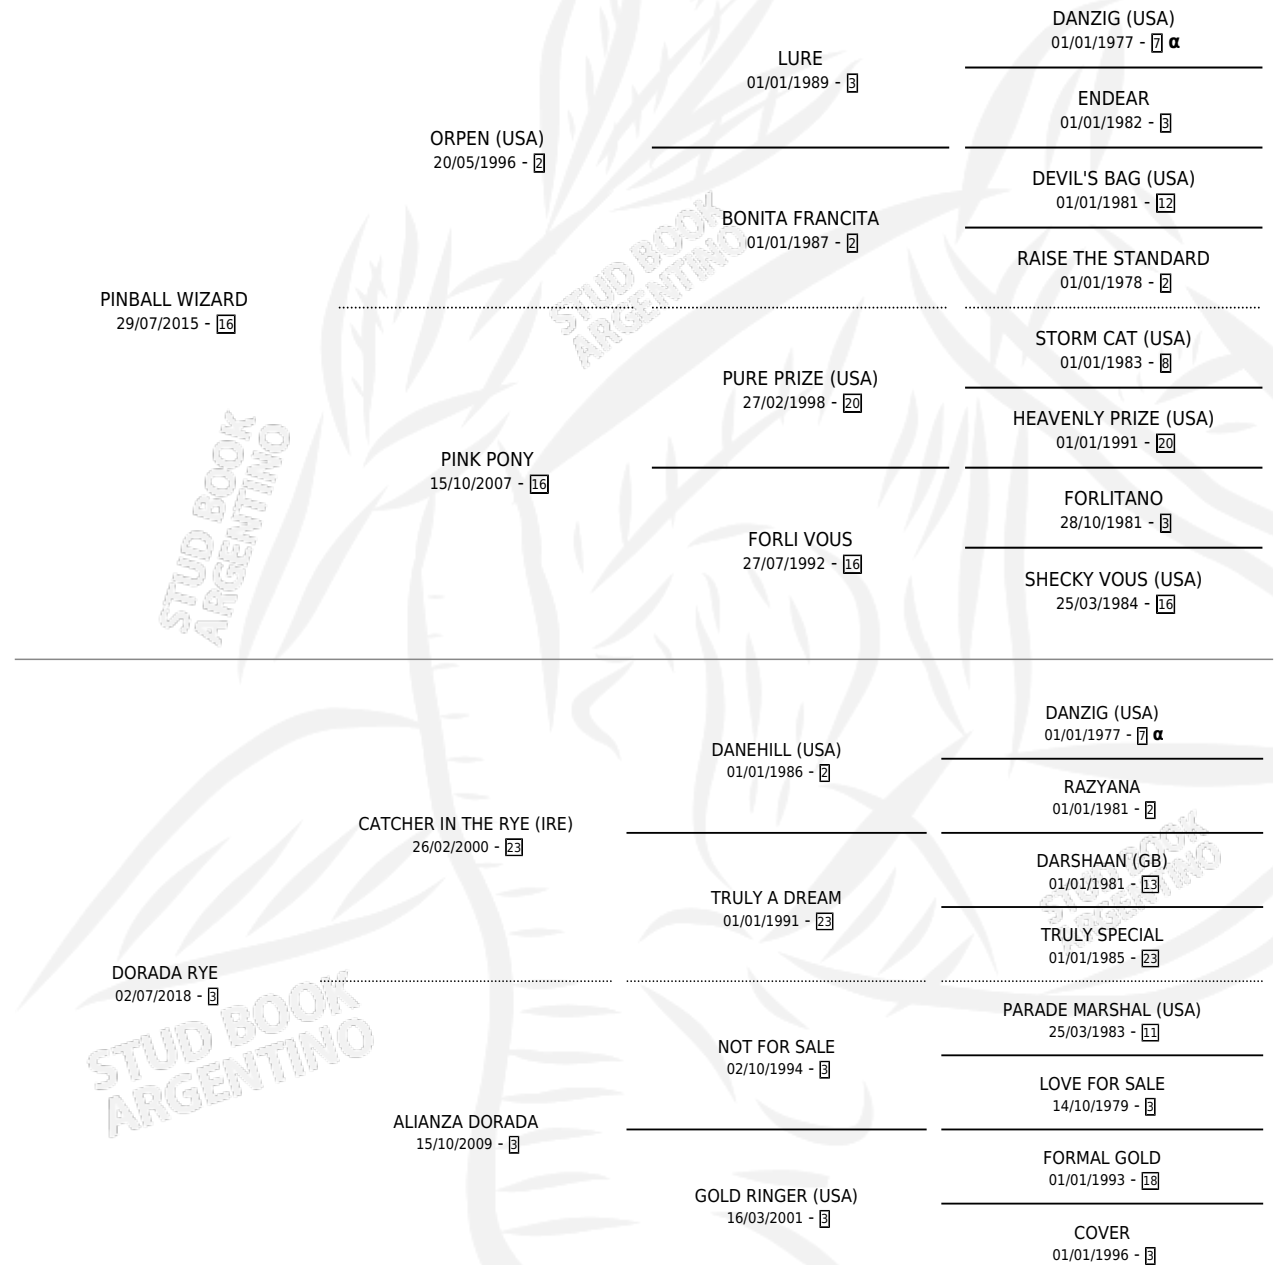 DANZIG (USA)
01/01/1977 - 7 α
LURE
01/01/1989 - 3
ENDEAR
01/01/1982 - 3
ORPEN (USA)
20/05/1996 - 2
DEVIL'S BAG (USA)
01/01/1981 - 12
BONITA FRANCITA
01/01/1987 - 2
RAISE THE STANDARD
01/01/1978 - 2
STUD BOOK
ARGENTINO
PINBALL WIZARD
29/07/2015 - 16
STORM CAT (USA)
01/01/1983 - 8
PURE PRIZE (USA)
27/02/1998 - 20
HEAVENLY PRIZE (USA)
01/01/1991 - 20
PINK PONY
15/10/2007 - 16
FORLITANO
28/10/1981 - 3
FORLI VOUS
27/07/1992 - 16
SHECKY VOUS (USA)
25/03/1984 - 16
STUD BOOK
ARGENTINO
DANZIG (USA)
01/01/1977 - 7 α
DANEHILL (USA)
01/01/1986 - 2
RAZYANA
01/01/1981 - 2
CATCHER IN THE RYE (IRE)
26/02/2000 - 23
DARSHAAN (GB)
01/01/1981 - 13
TRULY A DREAM
01/01/1991 - 23
TRULY SPECIAL
01/01/1985 - 23
STUD BOOK
ARGENTINO
DORADA RYE
02/07/2018 - 3
PARADE MARSHAL (USA)
25/03/1983 - 11
NOT FOR SALE
02/10/1994 - 3
LOVE FOR SALE
14/10/1979 - 3
ALIANZA DORADA
15/10/2009 - 3
FORMAL GOLD
01/01/1993 - 18
GOLD RINGER (USA)
16/03/2001 - 3
COVER
01/01/1996 - 3
STUD BOOK
ARGENTINO